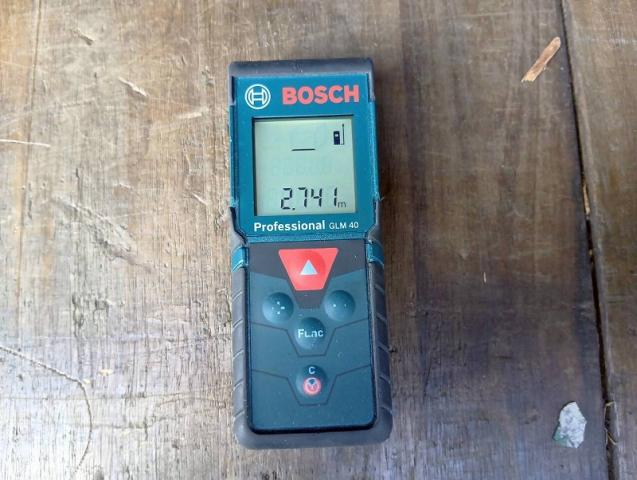 BOSCH
2.741 m
Professional GLM 40
Func
C